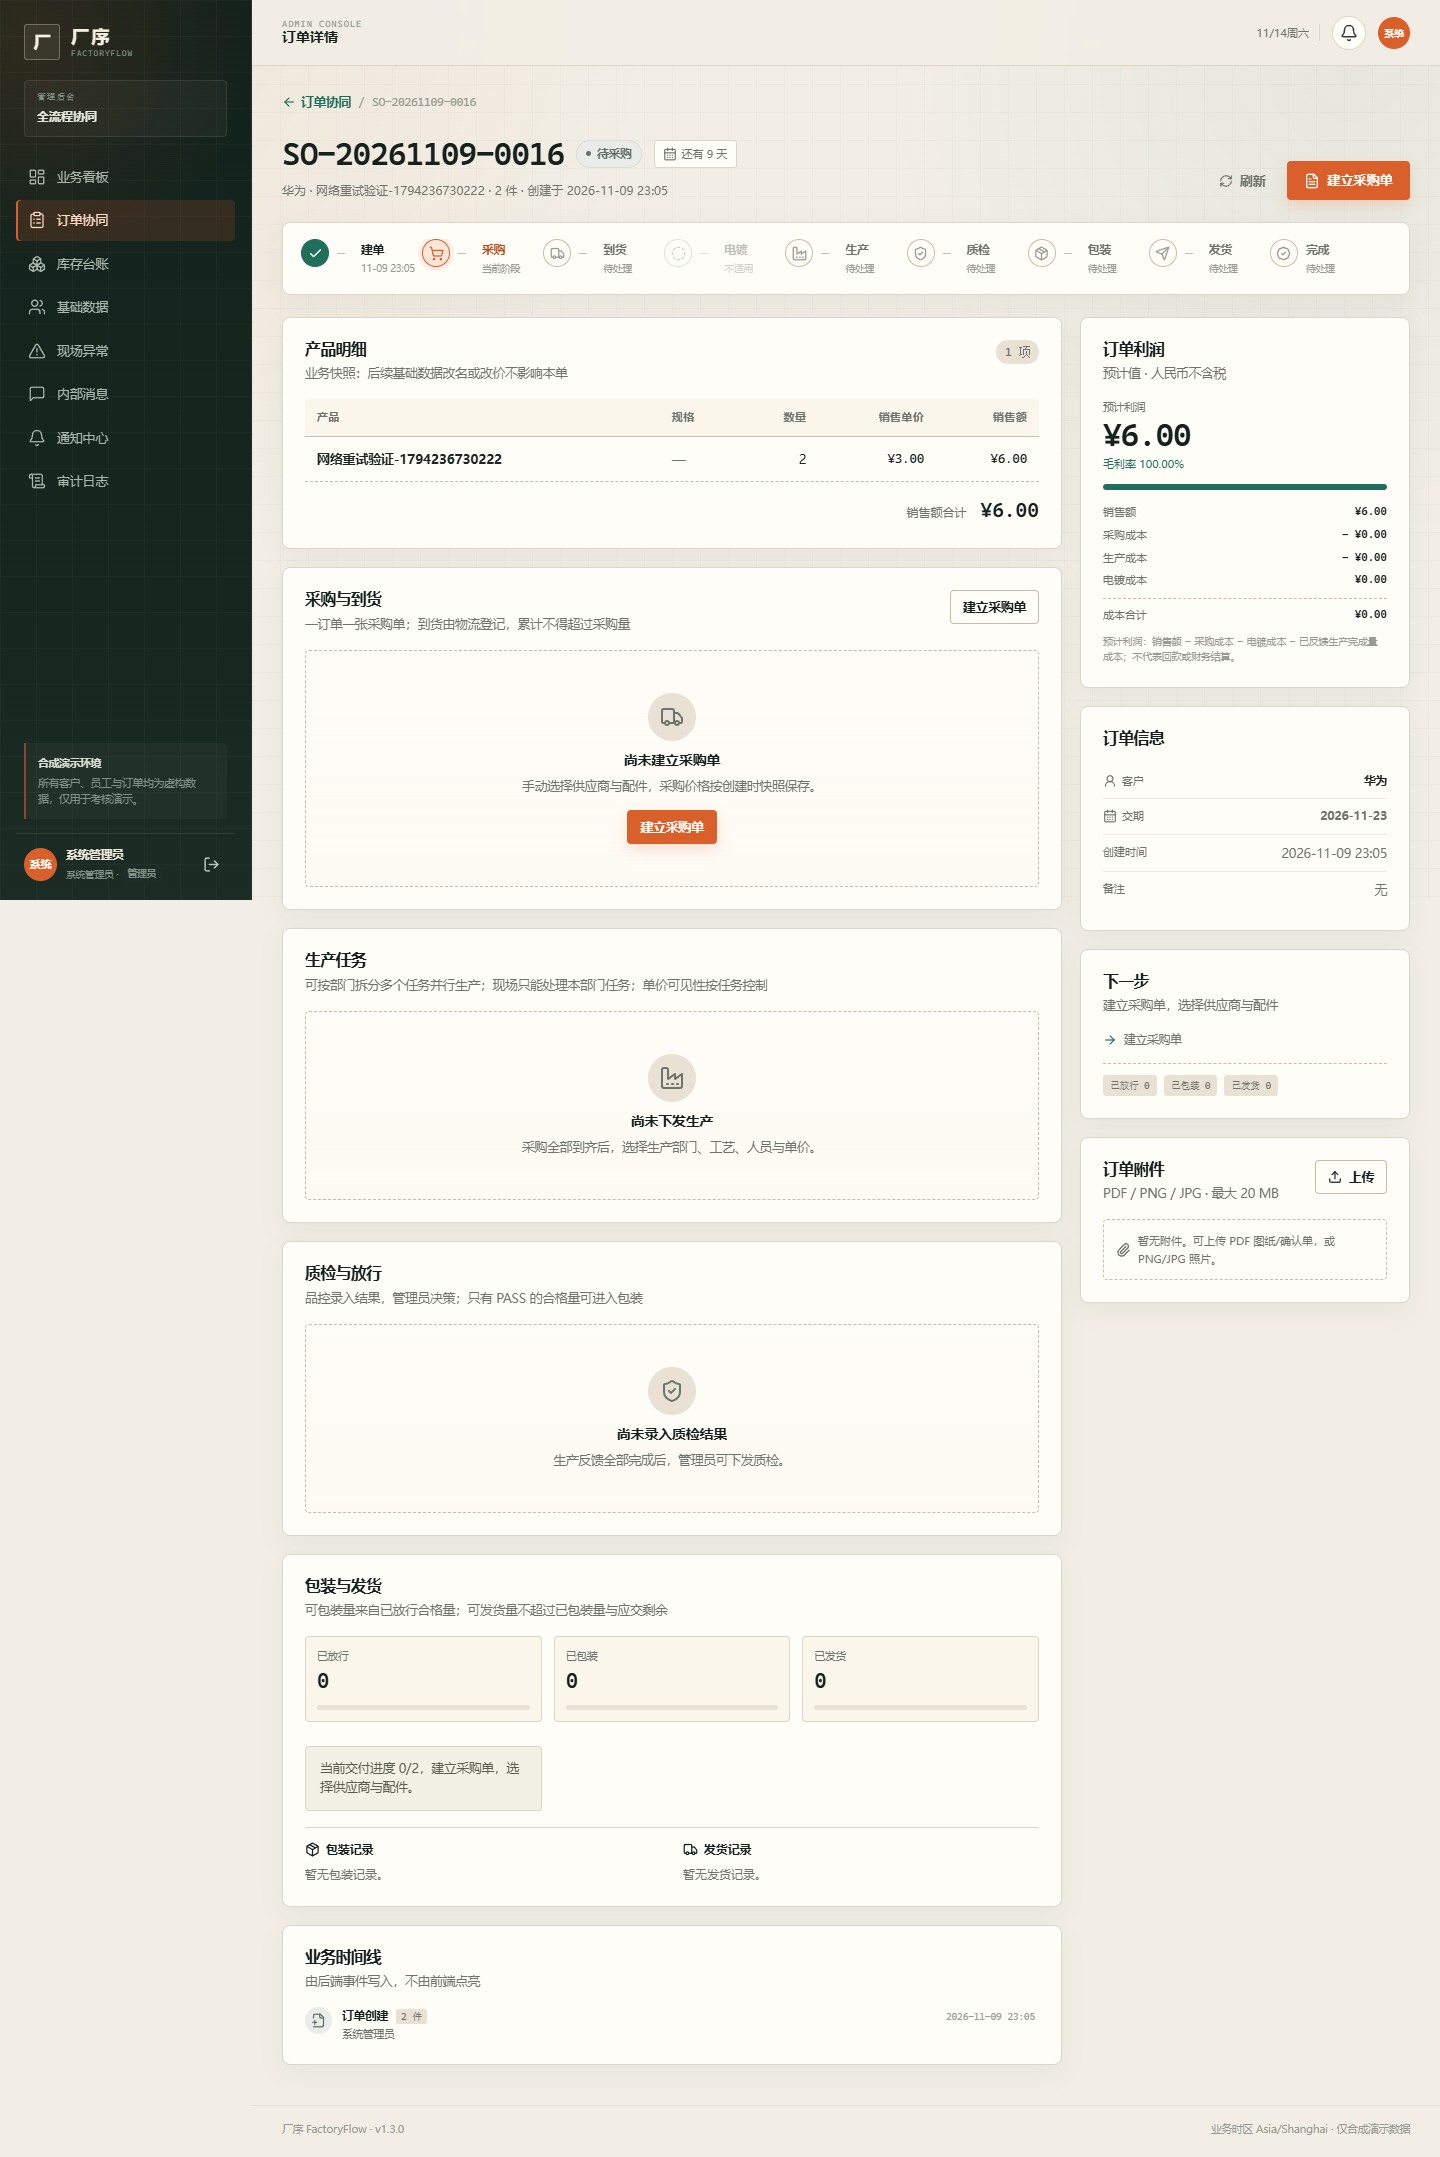 厂
厂序
FACTORYFLOW
管理后台
全流程协同
业务看板
订单协同
库存台账
基础数据
现场异常
内部消息
通知中心
审计日志
合成演示环境
所有客户、员工与订单均为虚构数
据，仅用于考核演示。
系统
系统管理员
系统管理员 · 管理员
ADMIN CONSOLE
订单详情
11/14周六
系统
订单协同 / SO-20261109-0016
SO-20261109-0016
待采购
还有 9 天
华为 · 网络重试验证-1794236730222 · 2 件 · 创建于 2026-11-09 23:05
刷新
建立采购单
建单
11-09 23:05
采购
当前阶段
到货
待处理
电镀
不适用
生产
待处理
质检
待处理
包装
待处理
发货
待处理
完成
待处理
产品明细
1 项
业务快照：后续基础数据改名或改价不影响本单
产品 规格 数量 销售单价 销售额
网络重试验证-1794236730222 — 2 ¥3.00 ¥6.00
销售额合计 ¥6.00
采购与到货
一订单一张采购单；到货由物流登记，累计不得超过采购量
建立采购单
尚未建立采购单
手动选择供应商与配件，采购价格按创建时快照保存。
建立采购单
生产任务
可按部门拆分多个任务并行生产；现场只能处理本部门任务；单价可见性按任务控制
尚未下发生产
采购全部到齐后，选择生产部门、工艺、人员与单价。
质检与放行
品控录入结果，管理员决策；只有 PASS 的合格量可进入包装
尚未录入质检结果
生产反馈全部完成后，管理员可下发质检。
包装与发货
可包装量来自已放行合格量；可发货量不超过已包装量与应交剩余
已放行
0
已包装
0
已发货
0
当前交付进度 0/2，建立采购单，选
择供应商与配件。
包装记录
暂无包装记录。
发货记录
暂无发货记录。
业务时间线
由后端事件写入，不由前端点亮
订单创建 2 件
系统管理员
2026-11-09 23:05
订单利润
预计值 · 人民币不含税
预计利润
¥6.00
毛利率 100.00%
销售额 ¥6.00
采购成本 − ¥0.00
生产成本 − ¥0.00
电镀成本 ¥0.00
成本合计 ¥0.00
预计利润：销售额 − 采购成本 − 电镀成本 − 已反馈生产完成量
成本；不代表回款或财务结算。
订单信息
客户 华为
交期 2026-11-23
创建时间 2026-11-09 23:05
备注 无
下一步
建立采购单，选择供应商与配件
建立采购单
已放行 0
已包装 0
已发货 0
订单附件
PDF / PNG / JPG · 最大 20 MB
上传
暂无附件。可上传 PDF 图纸/确认单，或
PNG/JPG 照片。
厂序 FactoryFlow · v1.3.0
业务时区 Asia/Shanghai · 仅合成演示数据